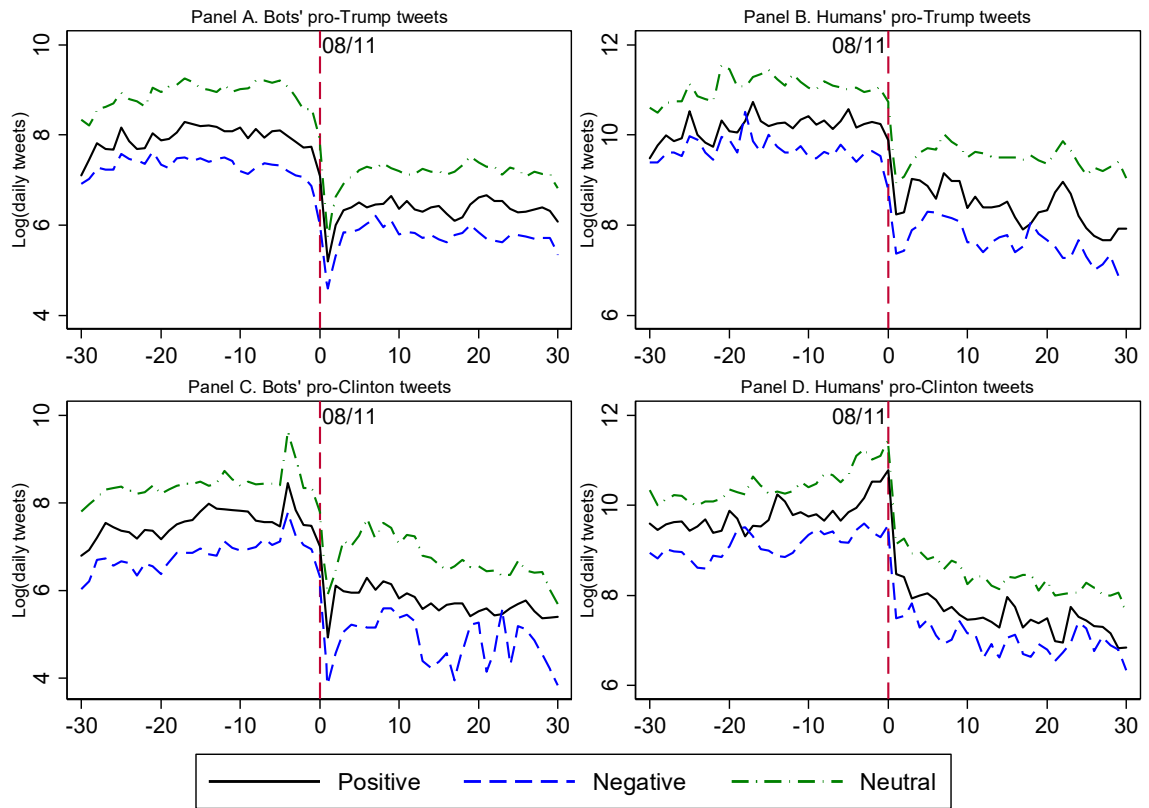 Panel A. Bots' pro-Trump tweets
Log(daily tweets)
10
8
6
4
08/11
-30 -20 -10 0 10 20 30
Panel B. Humans' pro-Trump tweets
Log(daily tweets)
12
10
8
6
08/11
-30 -20 -10 0 10 20 30
Panel C. Bots' pro-Clinton tweets
Log(daily tweets)
10
8
6
4
08/11
-30 -20 -10 0 10 20 30
Panel D. Humans' pro-Clinton tweets
Log(daily tweets)
12
10
8
6
08/11
-30 -20 -10 0 10 20 30
Positive Negative Neutral